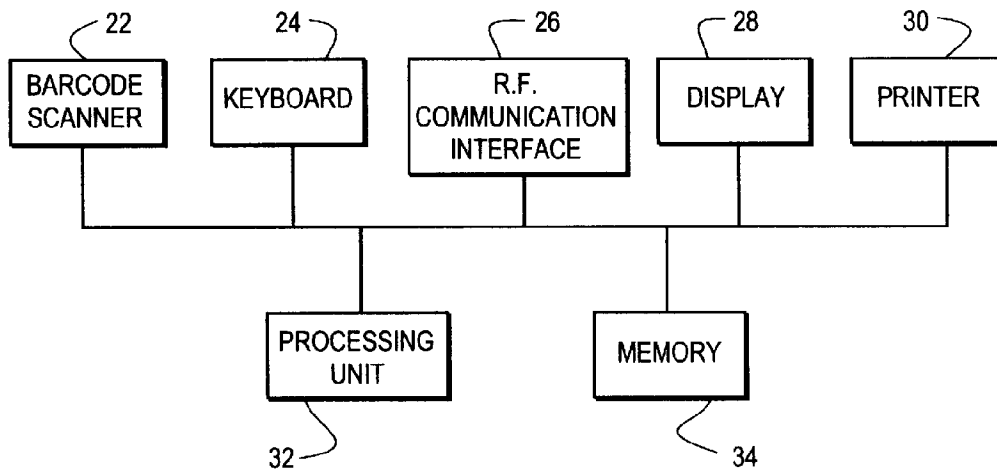 22
24
26
28
30
BARCODE
SCANNER
KEYBOARD
R.F.
COMMUNICATION
INTERFACE
DISPLAY
PRINTER
PROCESSING
UNIT
MEMORY
32
34